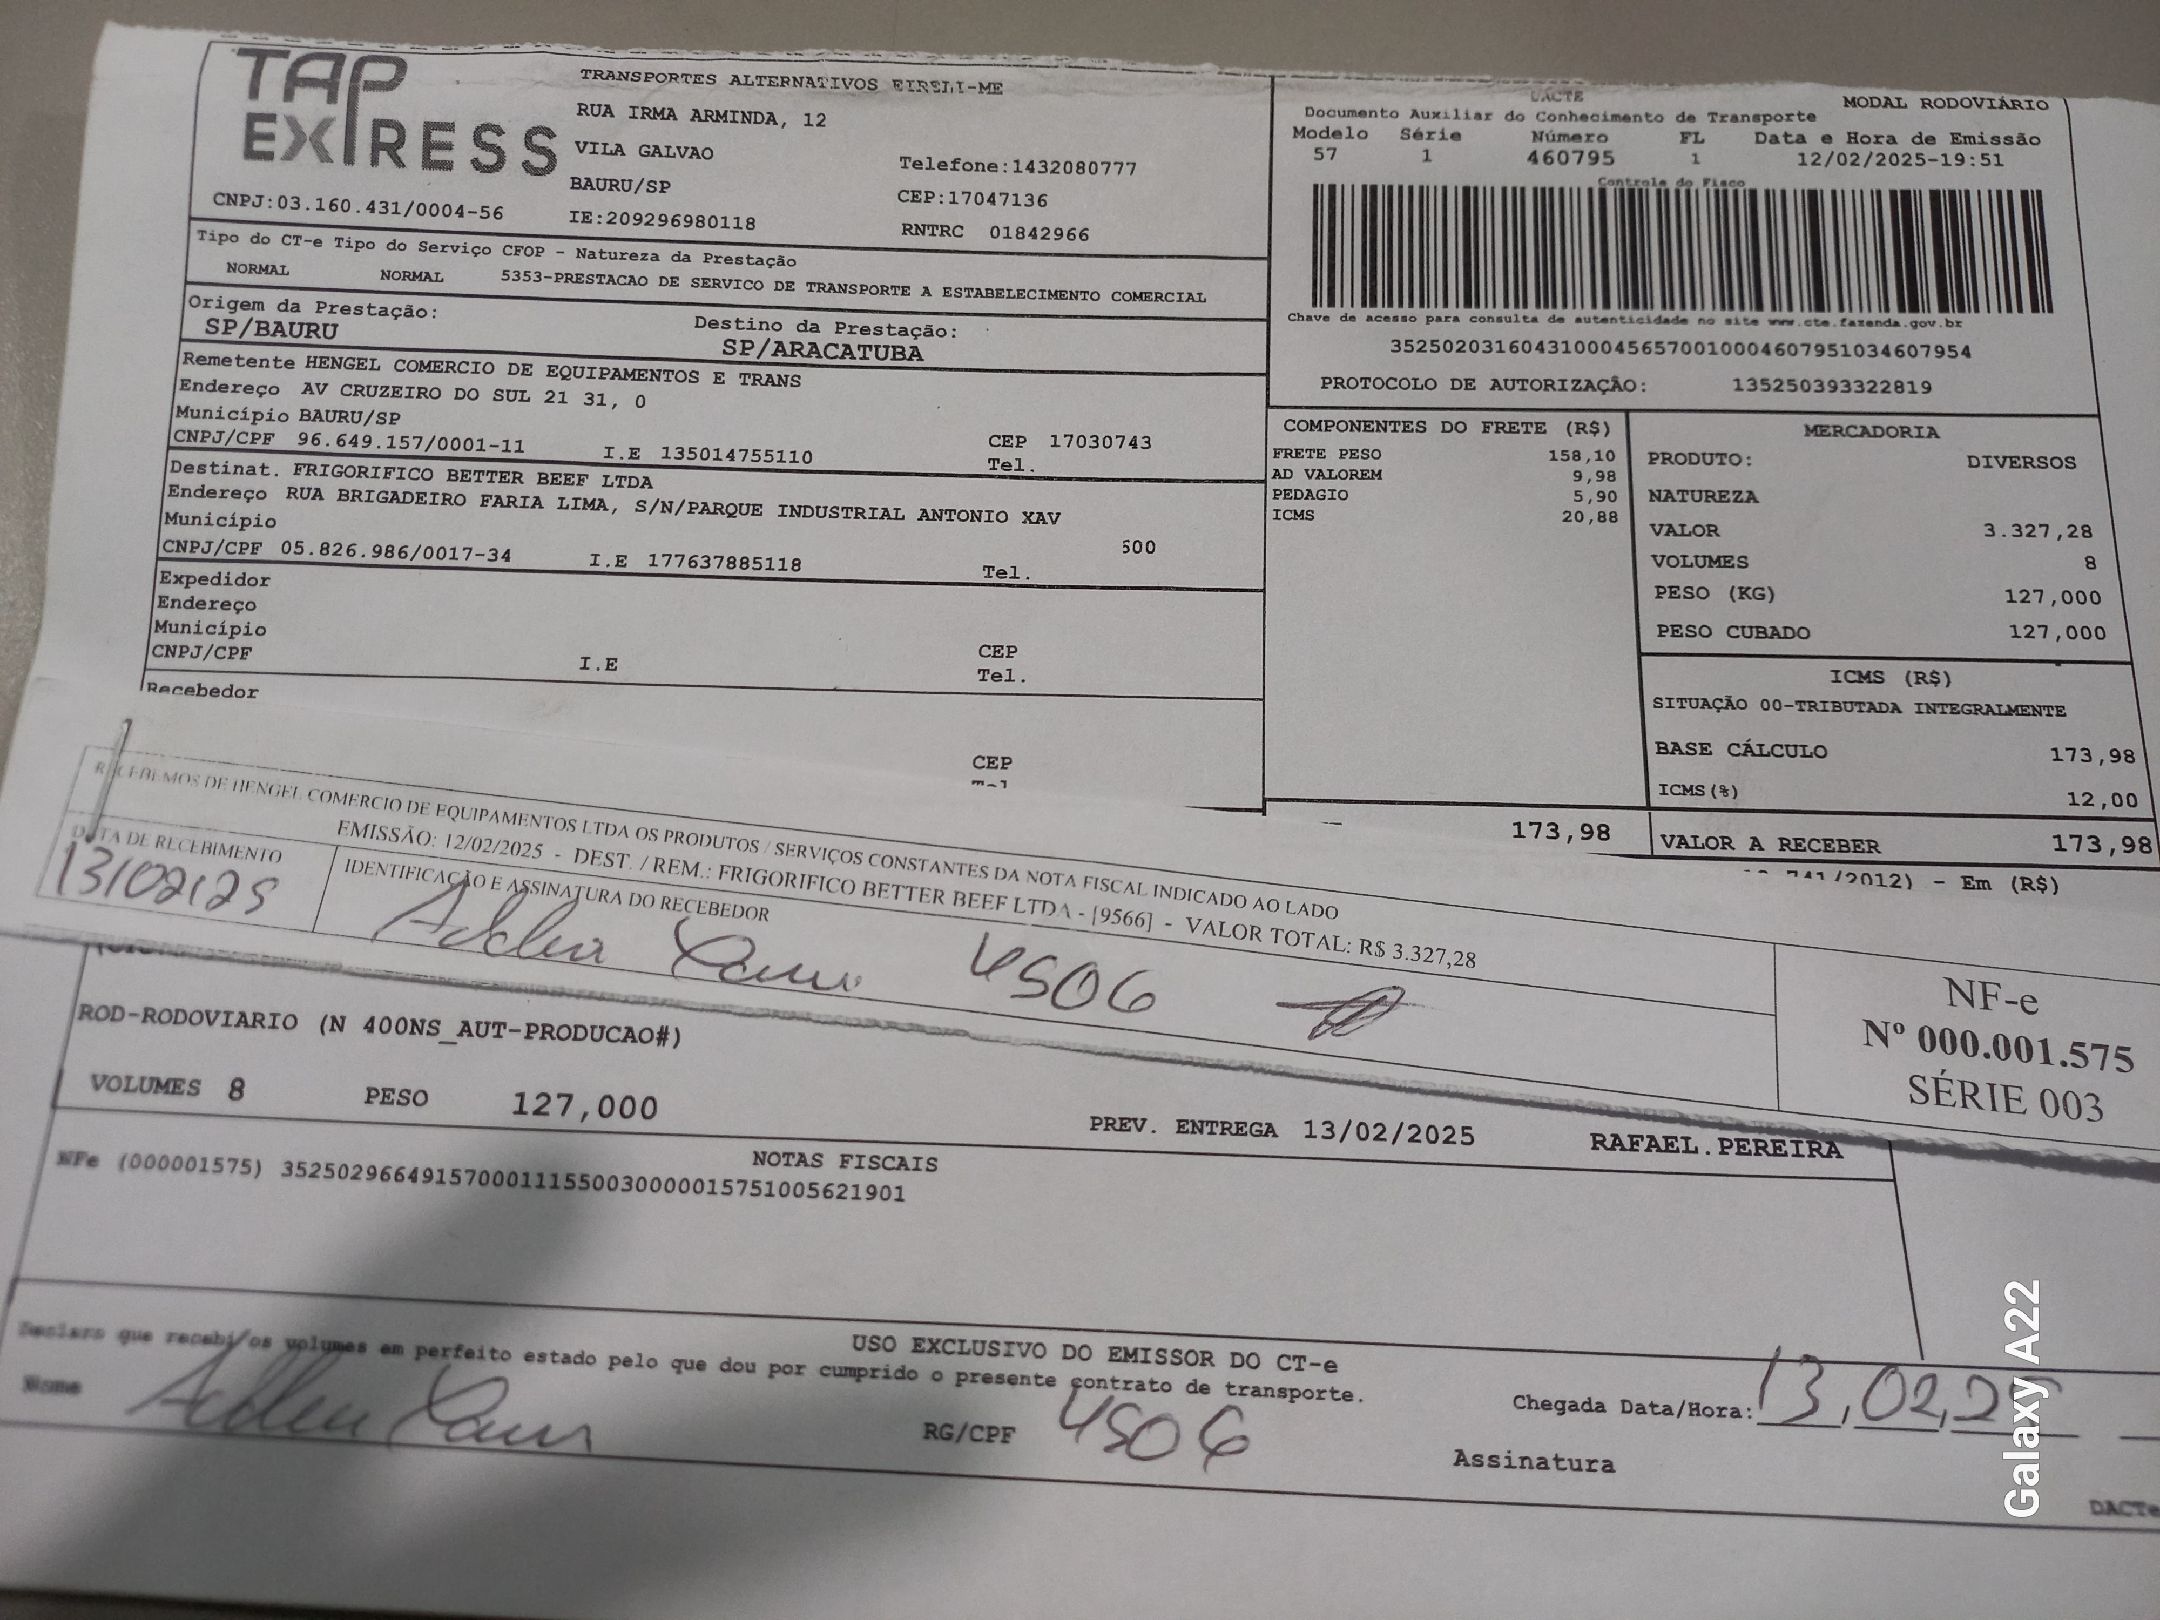 TAP EXPRESS
TRANSPORTES ALTERNATIVOS EIRELI-ME
RUA IRMA ARMINDA, 12
VILA GALVAO
Telefone:1432080777
BAURU/SP
CEP:17047136
CNPJ:03.160.431/0004-56
IE:209296980118
RNTRC 01842966
DACTE
MODAL RODOVIÁRIO
Documento Auxiliar do Conhecimento de Transporte
Modelo Série Número FL Data e Hora de Emissão
57 1 460795 1 12/02/2025-19:51
Controle do Fisco
Chave de acesso para consulta de autenticidade no site www.cte.fazenda.gov.br
35250203160431000456570010004607951034607954
PROTOCOLO DE AUTORIZAÇÃO: 135250393322819
Tipo do CT-e Tipo do Serviço CFOP - Natureza da Prestação
NORMAL NORMAL 5353-PRESTACAO DE SERVICO DE TRANSPORTE A ESTABELECIMENTO COMERCIAL
Origem da Prestação: Destino da Prestação:
SP/BAURU SP/ARACATUBA
Remetente HENGEL COMERCIO DE EQUIPAMENTOS E TRANS
Endereço AV CRUZEIRO DO SUL 21 31, 0
Município BAURU/SP
CEP 17030743
CNPJ/CPF 96.649.157/0001-11 I.E 135014755110 Tel.
Destinat. FRIGORIFICO BETTER BEEF LTDA
Endereço RUA BRIGADEIRO FARIA LIMA, S/N/PARQUE INDUSTRIAL ANTONIO XAV
Município
500
CNPJ/CPF 05.826.986/0017-34 I.E 177637885118 Tel.
Expedidor
Endereço
Município
CEP
CNPJ/CPF I.E Tel.
Recebedor
CEP
COMPONENTES DO FRETE (R$)
FRETE PESO 158,10
AD VALOREM 9,98
PEDAGIO 5,90
ICMS 20,88
173,98
MERCADORIA
PRODUTO: DIVERSOS
NATUREZA
VALOR 3.327,28
VOLUMES 8
PESO (KG) 127,000
PESO CUBADO 127,000
ICMS (R$)
SITUAÇÃO 00-TRIBUTADA INTEGRALMENTE
BASE CÁLCULO 173,98
ICMS(%) 12,00
VALOR A RECEBER 173,98
741/2012) - Em (R$)
RECEBEMOS DE HENGEL COMERCIO DE EQUIPAMENTOS LTDA OS PRODUTOS / SERVIÇOS CONSTANTES DA NOTA FISCAL INDICADO AO LADO
EMISSÃO: 12/02/2025 - DEST. / REM.: FRIGORIFICO BETTER BEEF LTDA - [9566] - VALOR TOTAL: R$ 3.327,28
DATA DE RECEBIMENTO
IDENTIFICAÇÃO E ASSINATURA DO RECEBEDOR
13/02/25
4506
NF-e
Nº 000.001.575
SÉRIE 003
ROD-RODOVIARIO (N 400NS_AUT-PRODUCAO#)
VOLUMES 8 PESO 127,000
PREV. ENTREGA 13/02/2025 RAFAEL.PEREIRA
NOTAS FISCAIS
NFe (000001575) 35250296649157000111550030000015751005621901
USO EXCLUSIVO DO EMISSOR DO CT-e
Declaro que recebi/os volumes em perfeito estado pelo que dou por cumprido o presente contrato de transporte.
Nome
RG/CPF 4506
Chegada Data/Hora: 13,02,25
Assinatura
DACTe
Galaxy A22